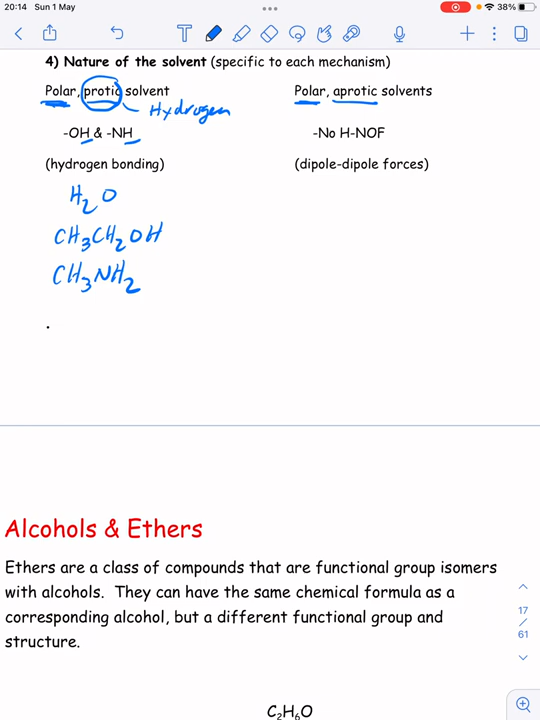 20:14 Sun 1 May
38%
4) Nature of the solvent (specific to each mechanism)
Polar, protic solvent
Hydrogen
-OH & -NH
(hydrogen bonding)
H₂O
CH₃CH₂OH
CH₃NH₂
.
Polar, aprotic solvents
-No H-NOF
(dipole-dipole forces)
Alcohols & Ethers
Ethers are a class of compounds that are functional group isomers
with alcohols. They can have the same chemical formula as a
corresponding alcohol, but a different functional group and
structure.
C₂H₆O
17
/
61